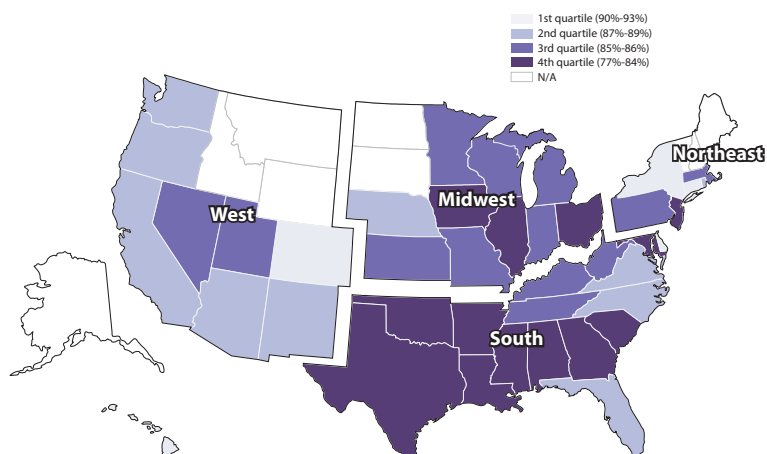 1st quartile (90%-93%)
2nd quartile (87%-89%)
3rd quartile (85%-86%)
4th quartile (77%-84%)
N/A
Northeast
Midwest
West
South